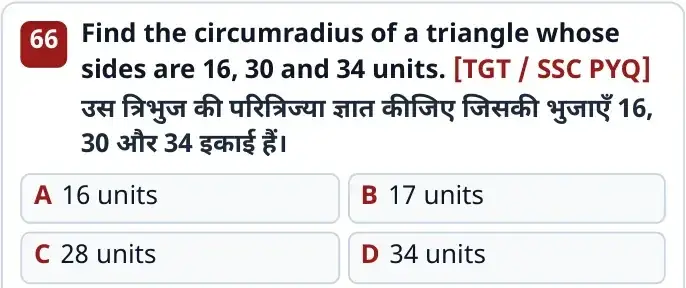 66 Find the circumradius of a triangle whose
sides are 16, 30 and 34 units. [TGT / SSC PYQ]
उस त्रिभुज की परित्रिज्या ज्ञात कीजिए जिसकी भुजाएँ 16,
30 और 34 इकाई हैं।
A 16 units
B 17 units
C 28 units
D 34 units